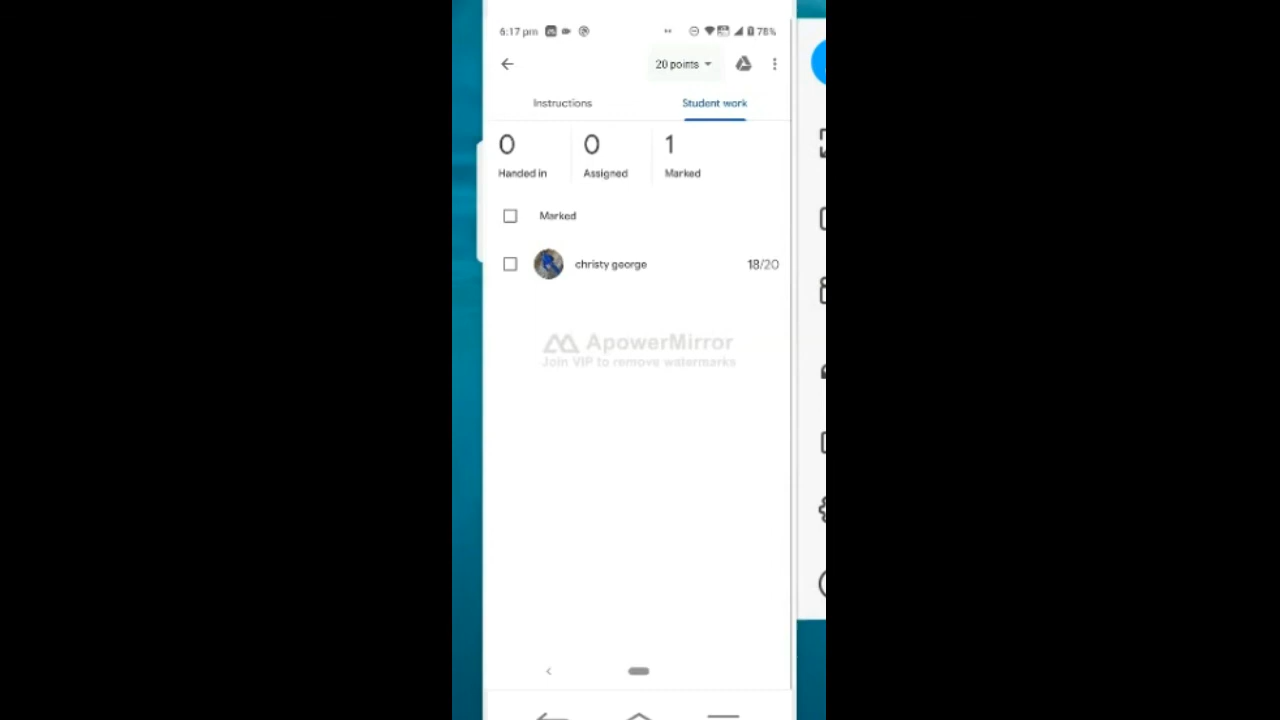 6:17 pm 78%
20 points
Instructions Student work
0 0 1
Handed in Assigned Marked
Marked
christy george 18/20
ApowerMirror
Join VIP to remove watermarks